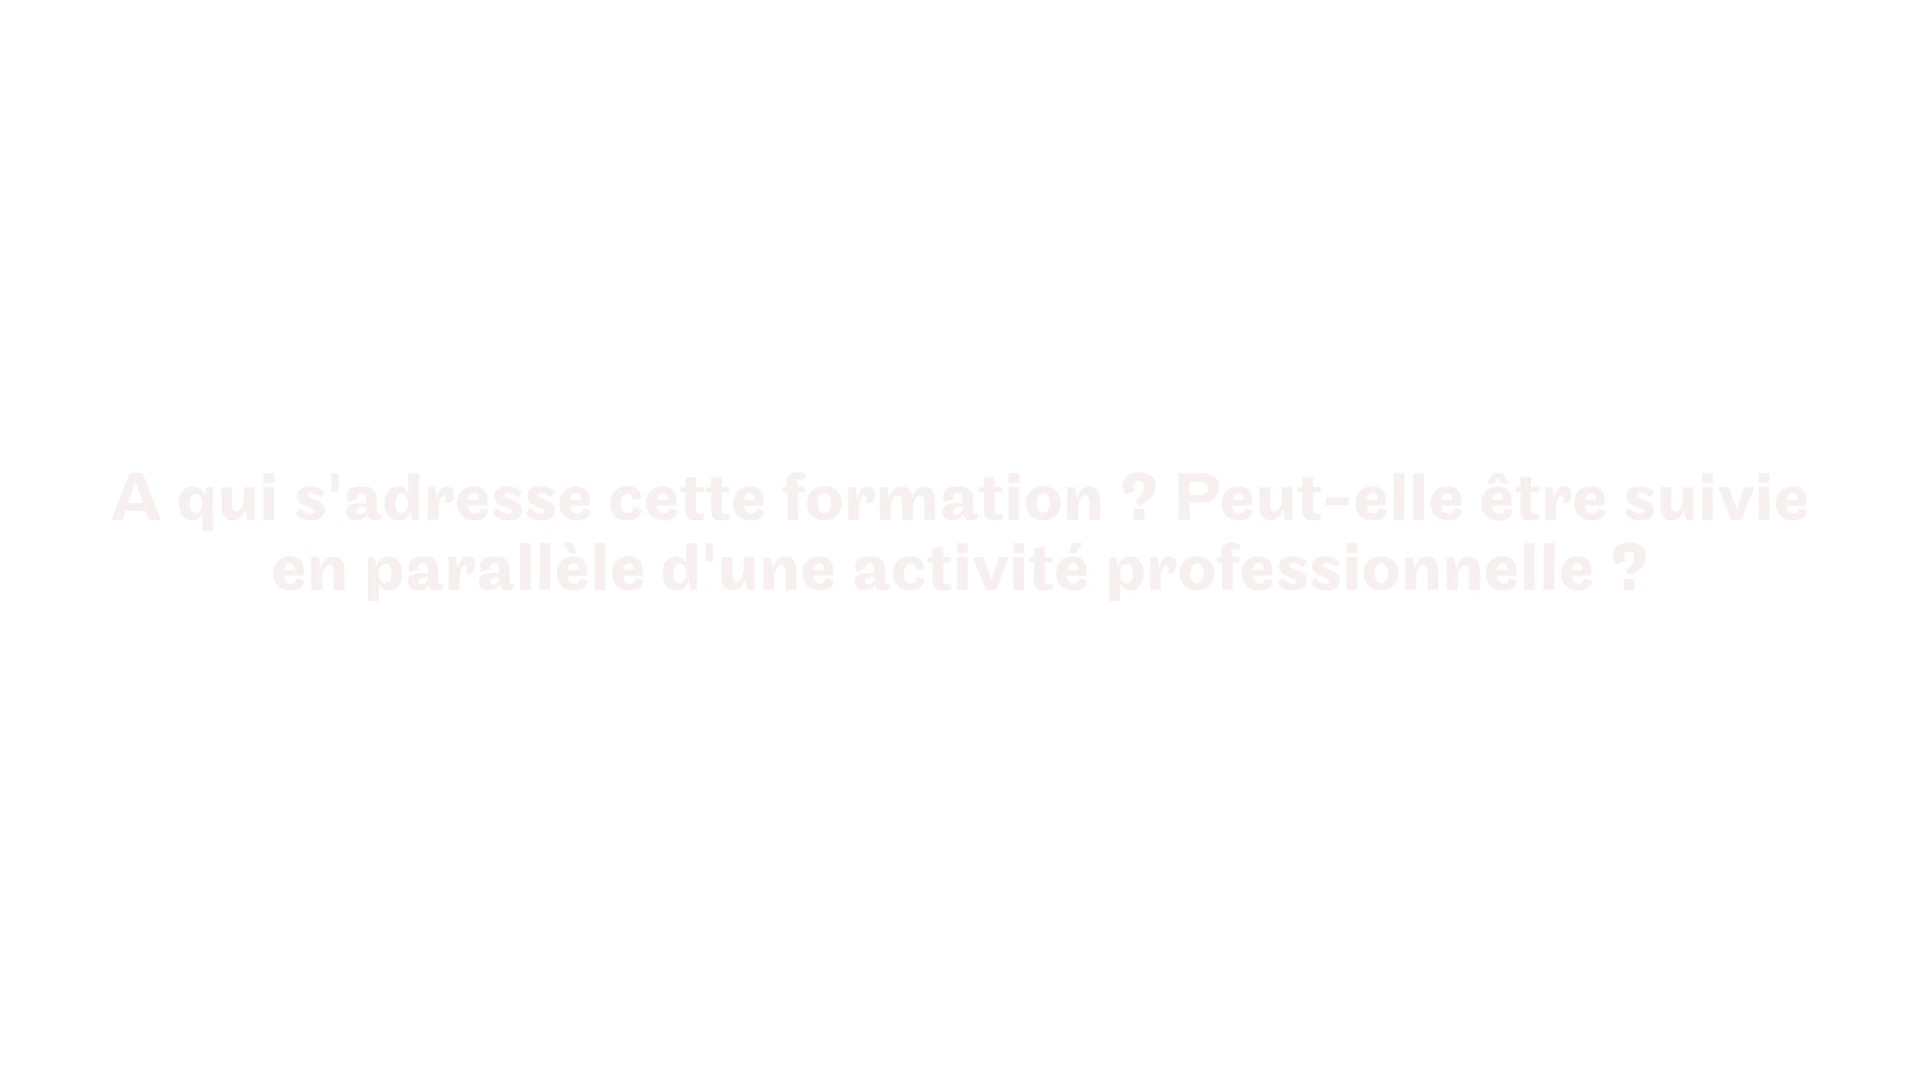 A qui s'adresse cette formation ? Peut-elle être suivie
en parallèle d'une activité professionnelle ?